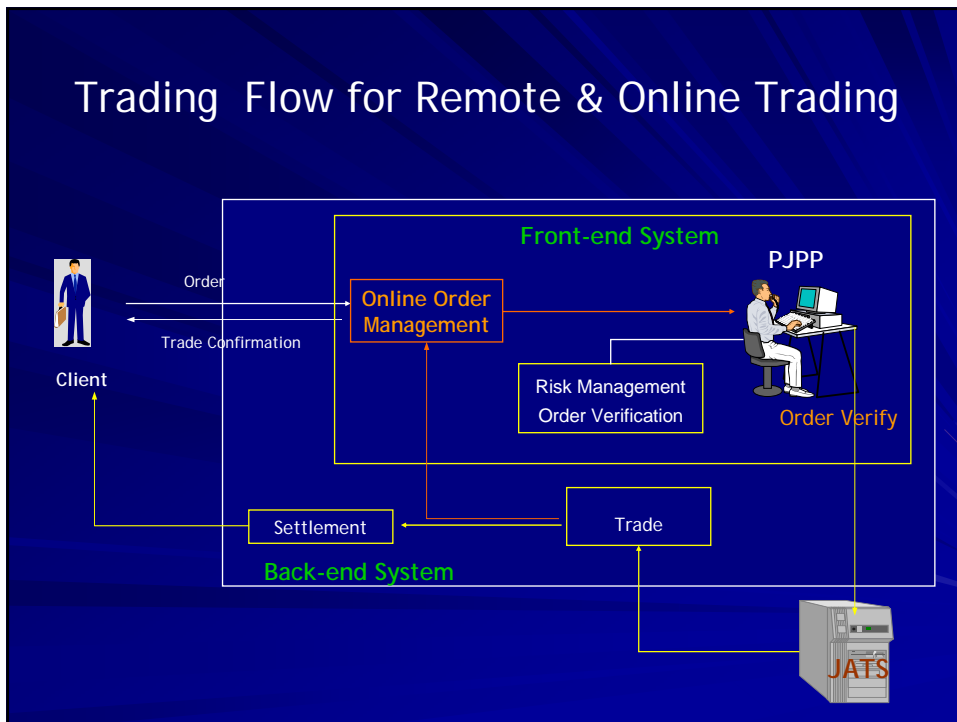 Trading Flow for Remote & Online Trading
Front-end System
PJPP
Order
Online Order
Management
Trade Confirmation
Client
Risk Management
Order Verification
Order Verify
Settlement
Trade
Back-end System
JATS